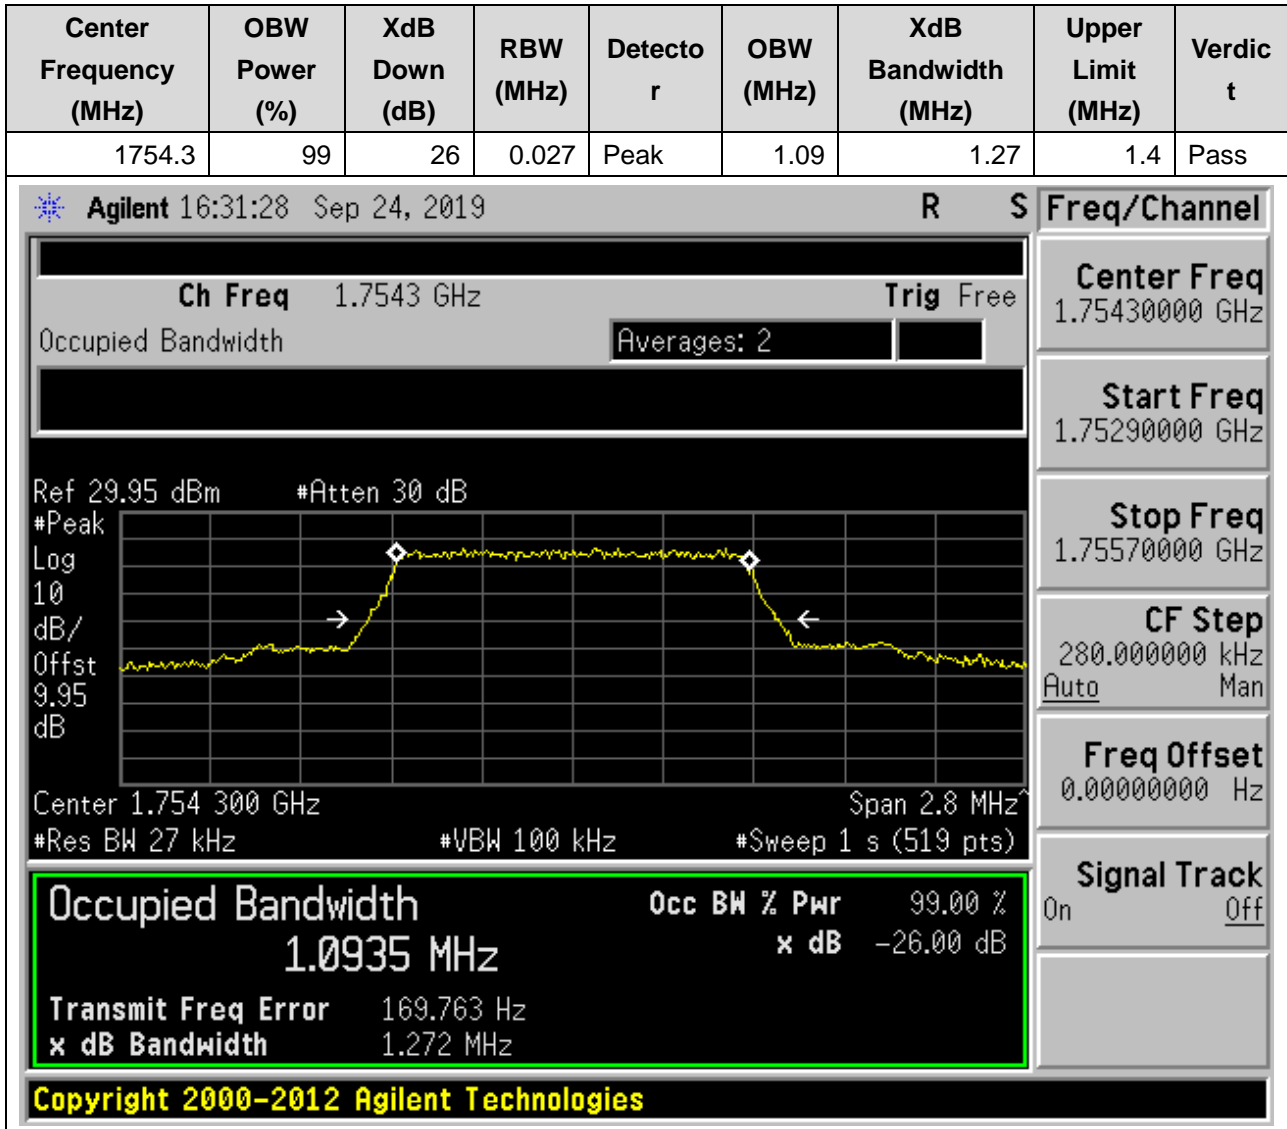 Center Frequency (MHz) OBW Power (%) XdB Down (dB) RBW (MHz) Detecto r OBW (MHz) XdB Bandwidth (MHz) Upper Limit (MHz) Verdic t
1754.3 99 26 0.027 Peak 1.09 1.27 1.4 Pass
Agilent 16:31:28 Sep 24, 2019 R S Freq/Channel
Ch Freq 1.7543 GHz Trig Free
Occupied Bandwidth Averages: 2
Center Freq
1.75430000 GHz
Start Freq
1.75290000 GHz
Stop Freq
1.75570000 GHz
CF Step
280.000000 kHz
Auto Man
Freq Offset
0.00000000 Hz
Signal Track
On Off
Ref 29.95 dBm #Atten 30 dB
#Peak
Log
10
dB/
Offst
9.95
dB
Center 1.754 300 GHz Span 2.8 MHz^
#Res BW 27 kHz #VBW 100 kHz #Sweep 1 s (519 pts)
Occupied Bandwidth Occ BW % Pwr 99.00 %
1.0935 MHz x dB -26.00 dB
Transmit Freq Error 169.763 Hz
x dB Bandwidth 1.272 MHz
Copyright 2000-2012 Agilent Technologies